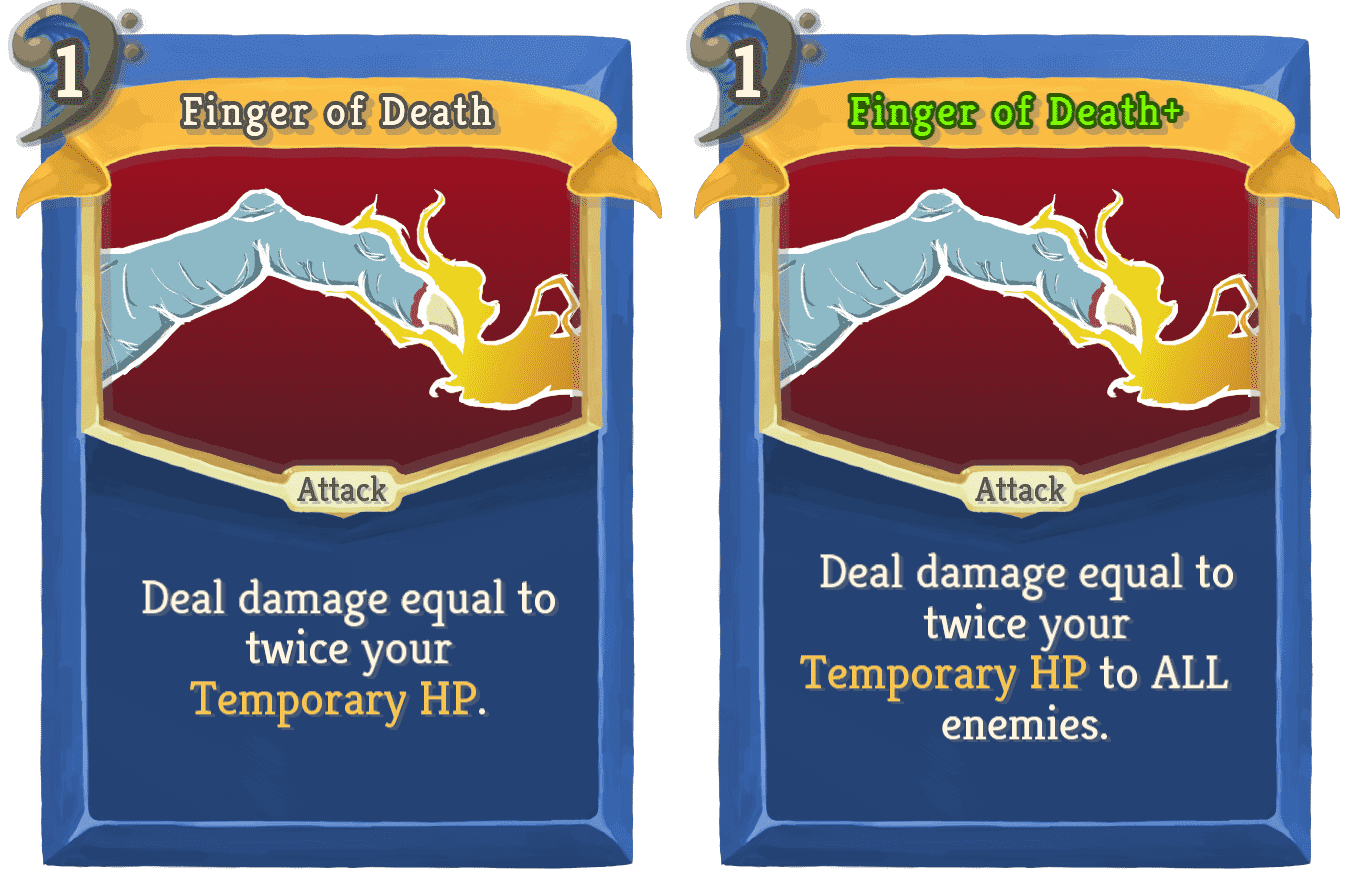 1
Finger of Death
Attack
Deal damage equal to
twice your
Temporary HP.
1
Finger of Death+
Attack
Deal damage equal to
twice your
Temporary HP to ALL
enemies.